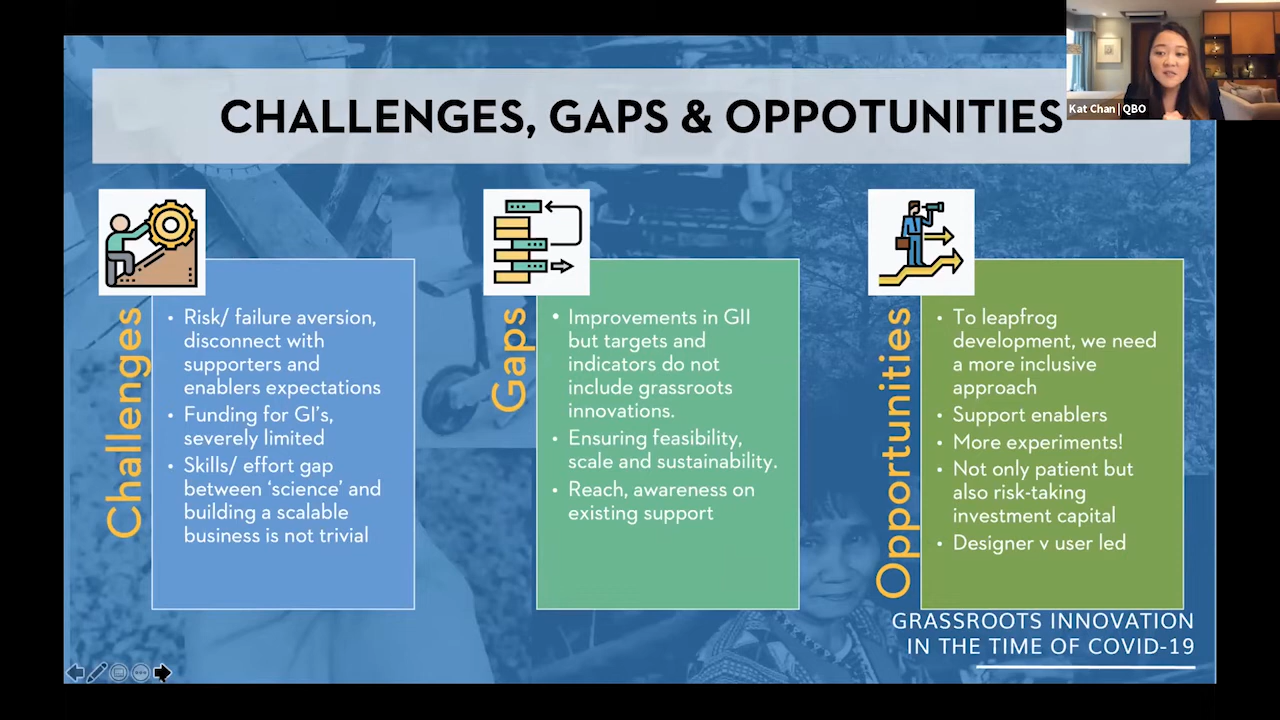 CHALLENGES, GAPS & OPPOTUNITIES
Kat Chan | QBO
Challenges
• Risk/ failure aversion,
disconnect with
supporters and
enablers expectations
• Funding for GI's,
severely limited
• Skills/ effort gap
between ‘science’ and
building a scalable
business is not trivial
Gaps
• Improvements in GII
but targets and
indicators do not
include grassroots
innovations.
• Ensuring feasibility,
scale and sustainability.
• Reach, awareness on
existing support
Opportunities
• To leapfrog
development, we need
a more inclusive
approach
• Support enablers
• More experiments!
• Not only patient but
also risk-taking
investment capital
• Designer v user led
GRASSROOTS INNOVATION
IN THE TIME OF COVID-19